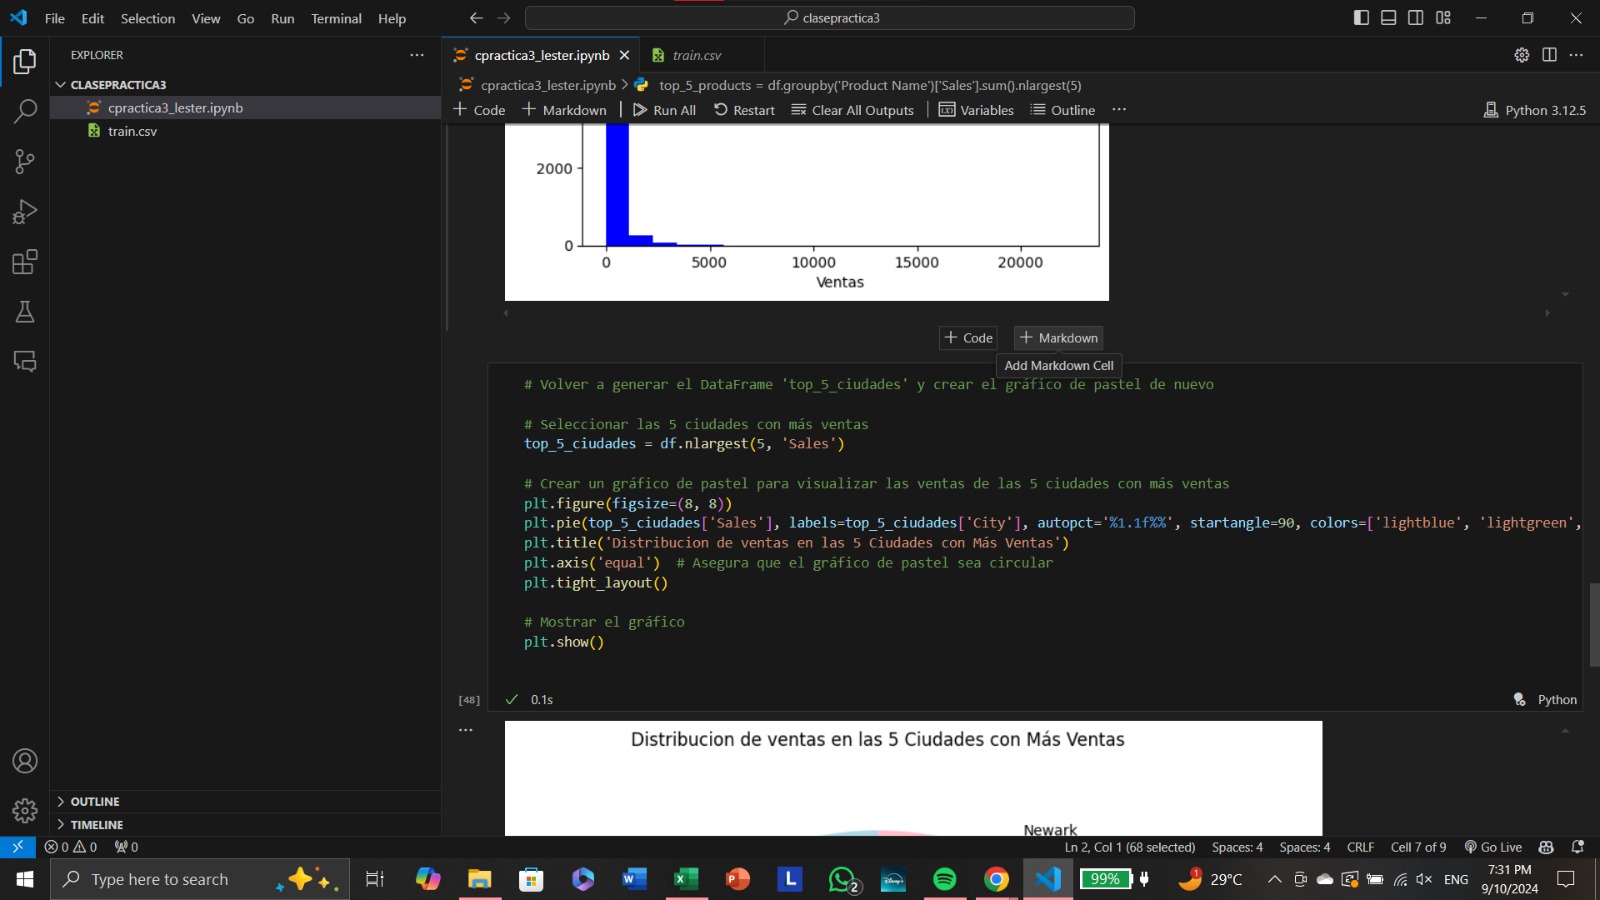 File Edit Selection View Go Run Terminal Help
clasepractica3
EXPLORER
CLASEPRACTICA3
cpractica3_lester.ipynb
train.csv
OUTLINE
TIMELINE
cpractica3_lester.ipynb
train.csv
cpractica3_lester.ipynb > top_5_products = df.groupby('Product Name')['Sales'].sum().nlargest(5)
+ Code + Markdown | Run All Restart Clear All Outputs | Variables Outline ...
Python 3.12.5
2000
0
0 5000 10000 15000 20000
Ventas
+ Code + Markdown
Add Markdown Cell
# Volver a generar el DataFrame 'top_5_ciudades' y crear el gráfico de pastel de nuevo
# Seleccionar las 5 ciudades con más ventas
top_5_ciudades = df.nlargest(5, 'Sales')
# Crear un gráfico de pastel para visualizar las ventas de las 5 ciudades con más ventas
plt.figure(figsize=(8, 8))
plt.pie(top_5_ciudades['Sales'], labels=top_5_ciudades['City'], autopct='%1.1f%%', startangle=90, colors=['lightblue', 'lightgreen',
plt.title('Distribucion de ventas en las 5 Ciudades con Más Ventas')
plt.axis('equal')  # Asegura que el gráfico de pastel sea circular
plt.tight_layout()
# Mostrar el gráfico
plt.show()
[48] 0.1s
Python
Distribucion de ventas en las 5 Ciudades con Más Ventas
Newark
0 0 0
Ln 2, Col 1 (68 selected) Spaces: 4 Spaces: 4 CRLF Cell 7 of 9 Go Live
Type here to search
L
2
99%
1
29°C
ENG
7:31 PM
9/10/2024